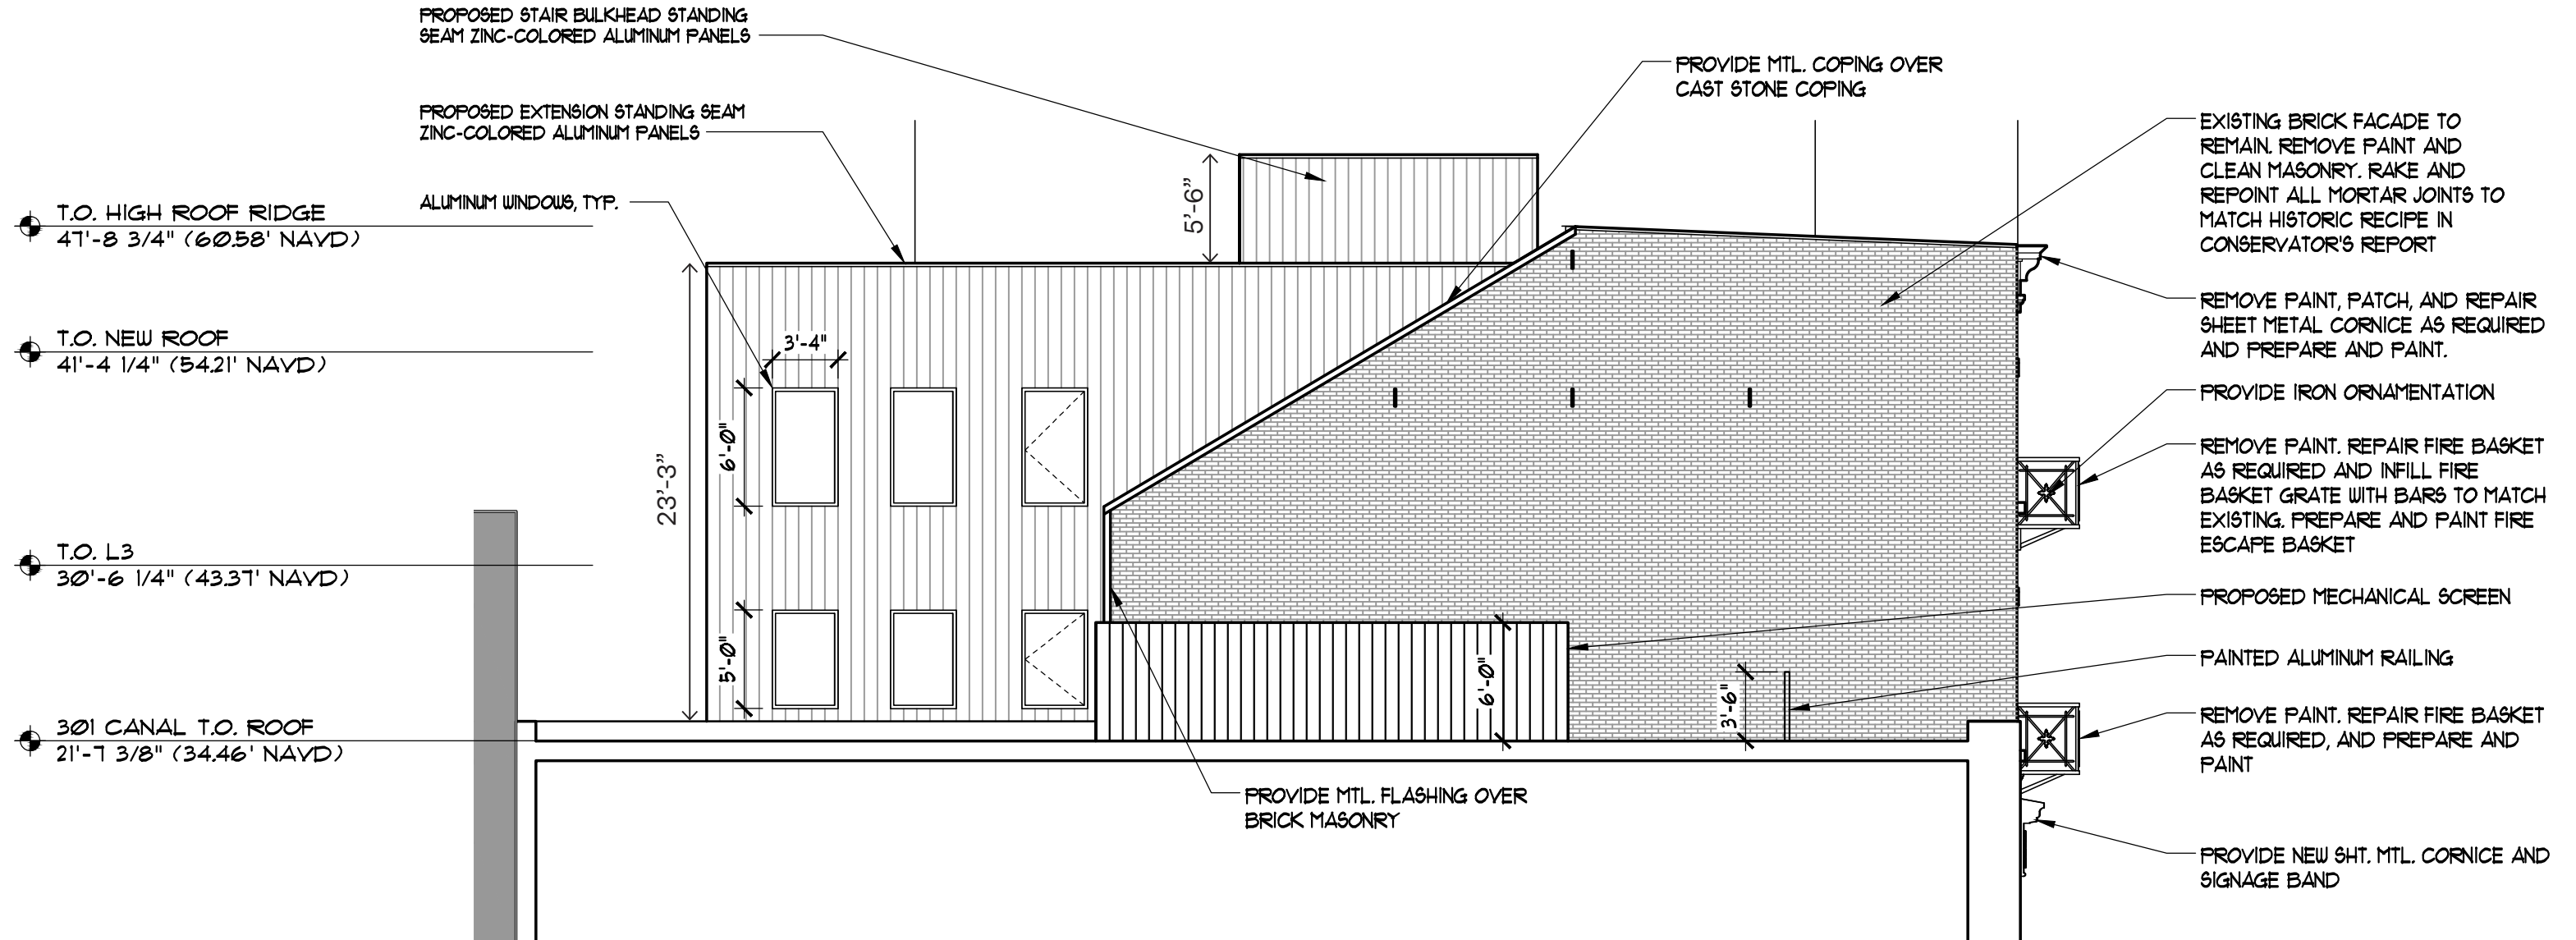 PROPOSED STAIR BULKHEAD STANDING
SEAM ZINC-COLORED ALUMINUM PANELS
PROPOSED EXTENSION STANDING SEAM
ZINC-COLORED ALUMINUM PANELS
ALUMINUM WINDOWS, TYP.
T.O. HIGH ROOF RIDGE
47'-8 3/4" (60.58' NAVD)
T.O. NEW ROOF
41'-4 1/4" (54.21' NAVD)
T.O. L3
30'-6 1/4" (43.37' NAVD)
301 CANAL T.O. ROOF
21'-7 3/8" (34.46' NAVD)
5'-6"
3'-4"
6'-0"
23'-3"
5'-0"
6'-0"
3'-6"
PROVIDE MTL. FLASHING OVER
BRICK MASONRY
PROVIDE MTL. COPING OVER
CAST STONE COPING
EXISTING BRICK FACADE TO
REMAIN. REMOVE PAINT AND
CLEAN MASONRY. RAKE AND
REPOINT ALL MORTAR JOINTS TO
MATCH HISTORIC RECIPE IN
CONSERVATOR'S REPORT
REMOVE PAINT, PATCH, AND REPAIR
SHEET METAL CORNICE AS REQUIRED
AND PREPARE AND PAINT.
PROVIDE IRON ORNAMENTATION
REMOVE PAINT. REPAIR FIRE BASKET
AS REQUIRED AND INFILL FIRE
BASKET GRATE WITH BARS TO MATCH
EXISTING. PREPARE AND PAINT FIRE
ESCAPE BASKET
PROPOSED MECHANICAL SCREEN
PAINTED ALUMINUM RAILING
REMOVE PAINT. REPAIR FIRE BASKET
AS REQUIRED, AND PREPARE AND
PAINT
PROVIDE NEW SHT. MTL. CORNICE AND
SIGNAGE BAND